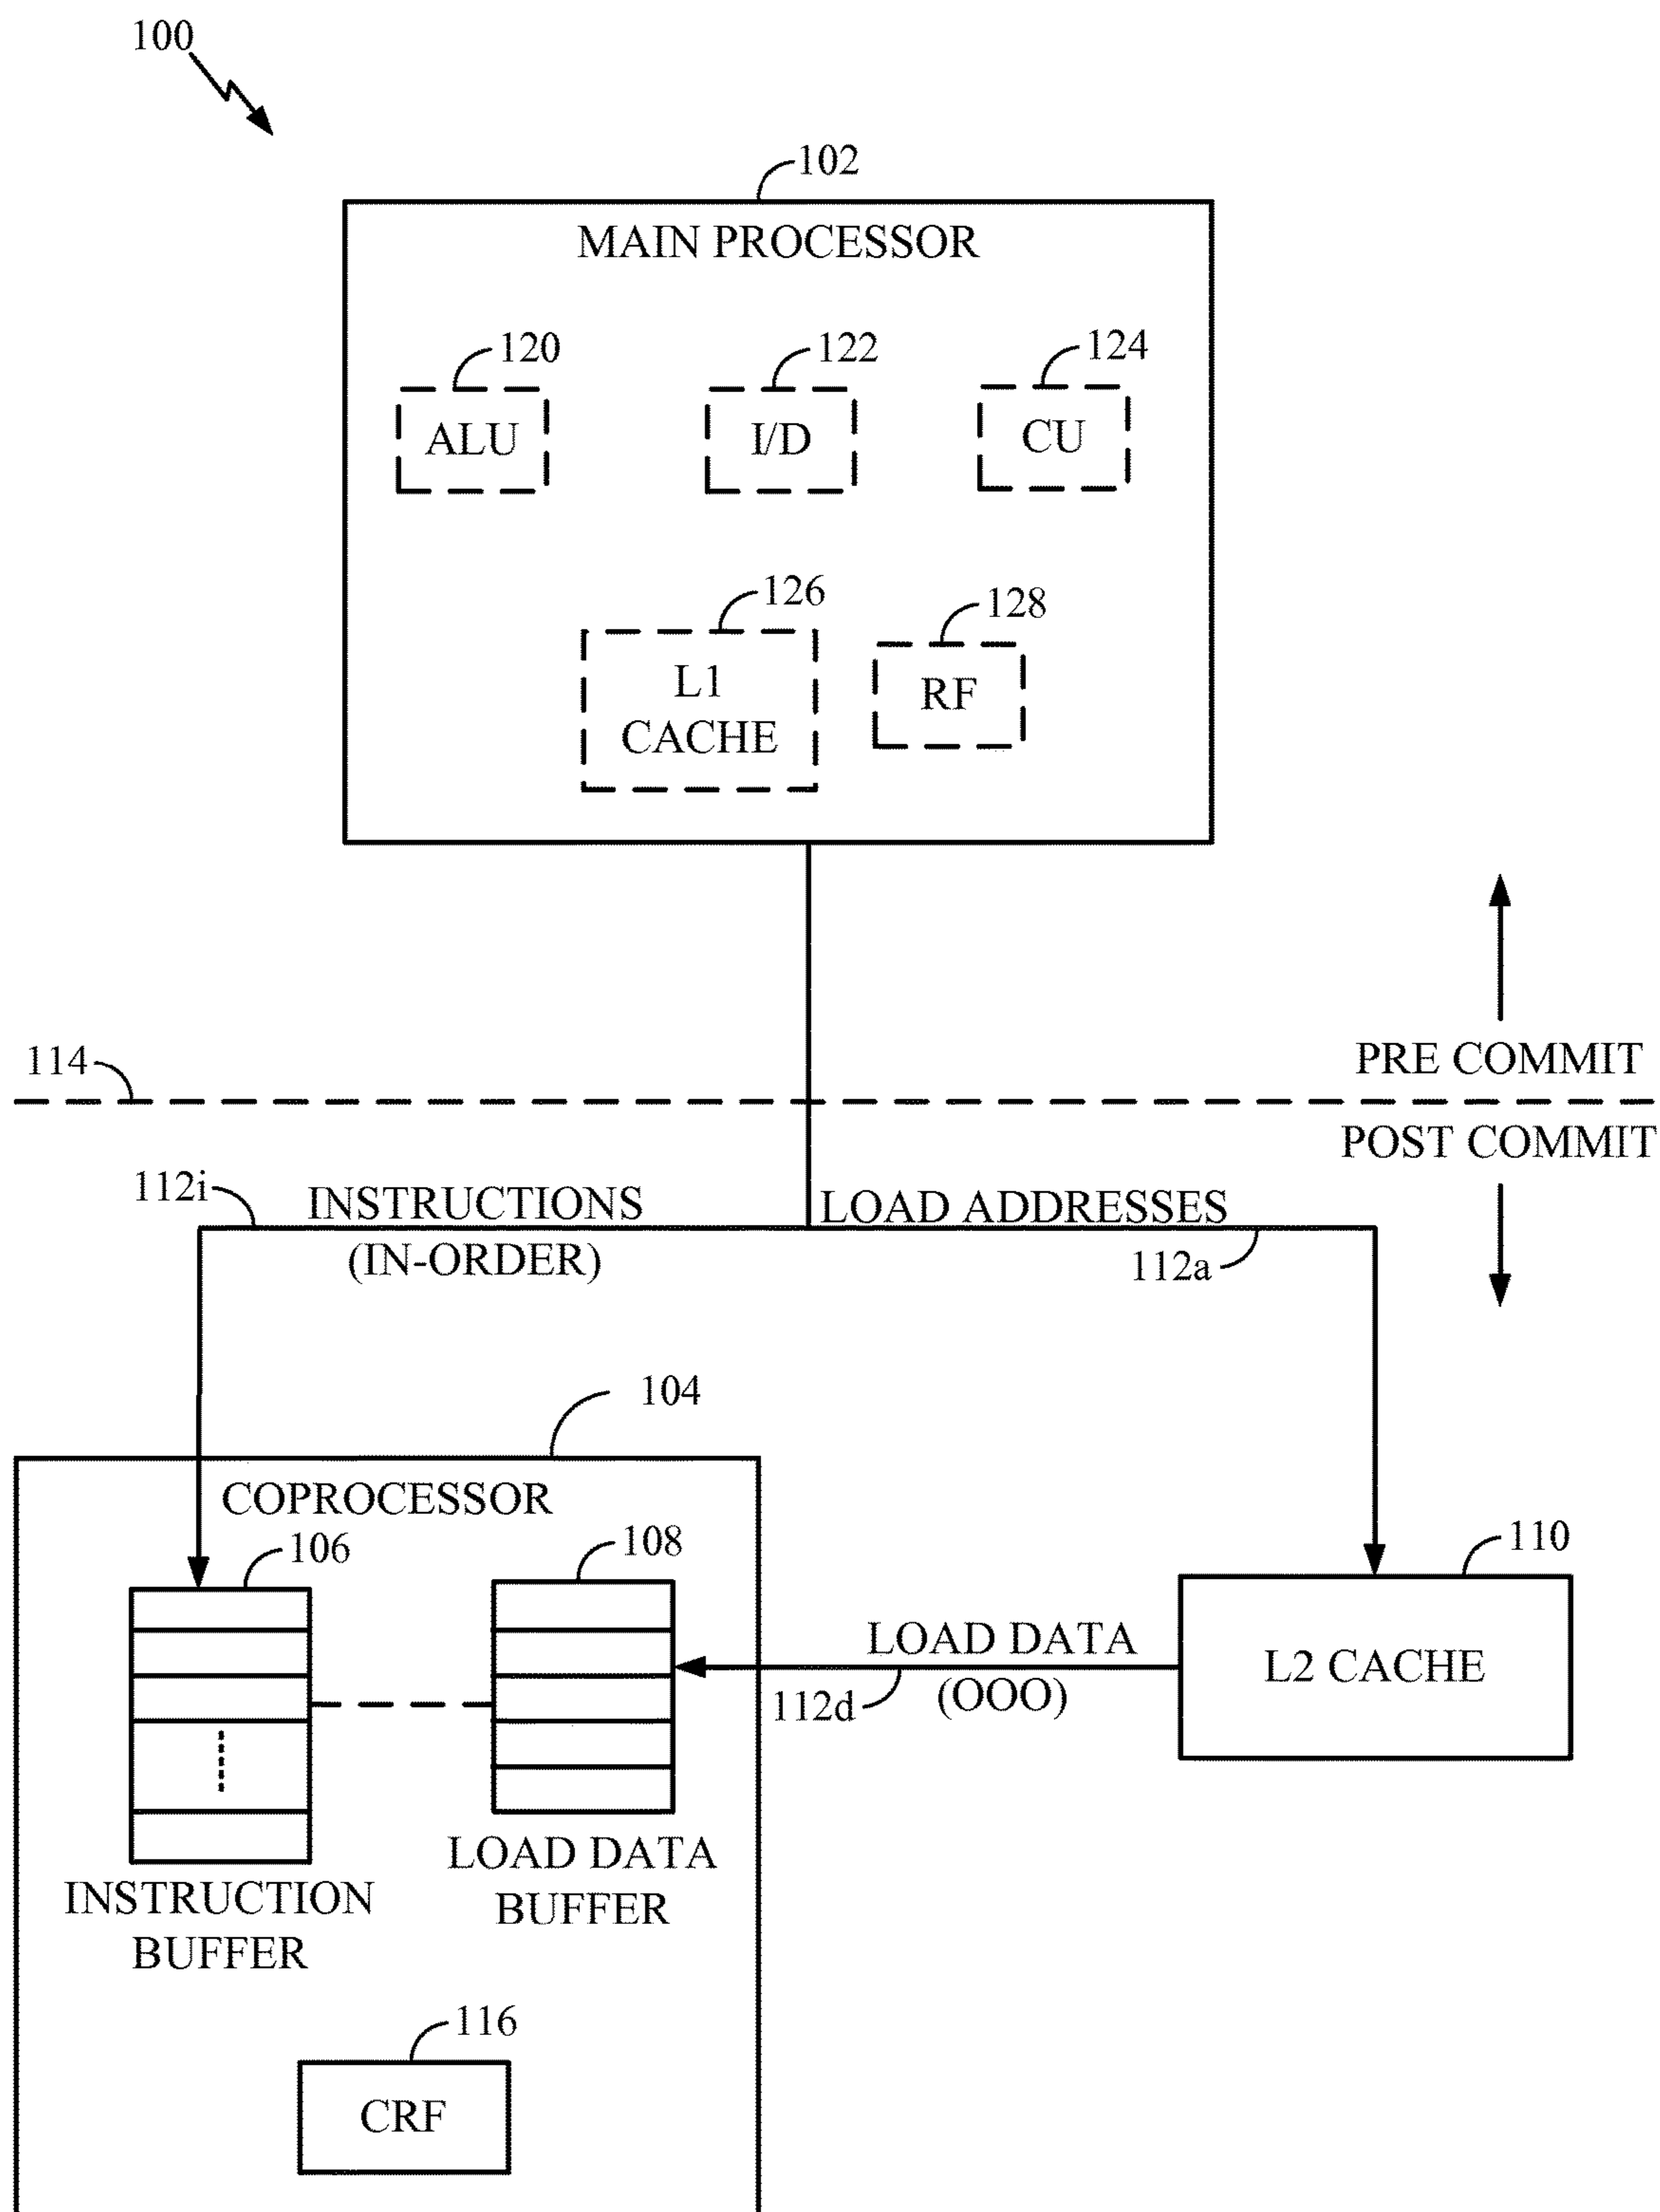 100
102
MAIN PROCESSOR
120
122
124
ALU
I/D
CU
126
128
L1
CACHE
RF
PRE COMMIT
114
POST COMMIT
112i
INSTRUCTIONS
(IN-ORDER)
LOAD ADDRESSES
112a
104
COPROCESSOR
106
108
110
LOAD DATA
(OOO)
112d
L2 CACHE
INSTRUCTION
BUFFER
LOAD DATA
BUFFER
116
CRF